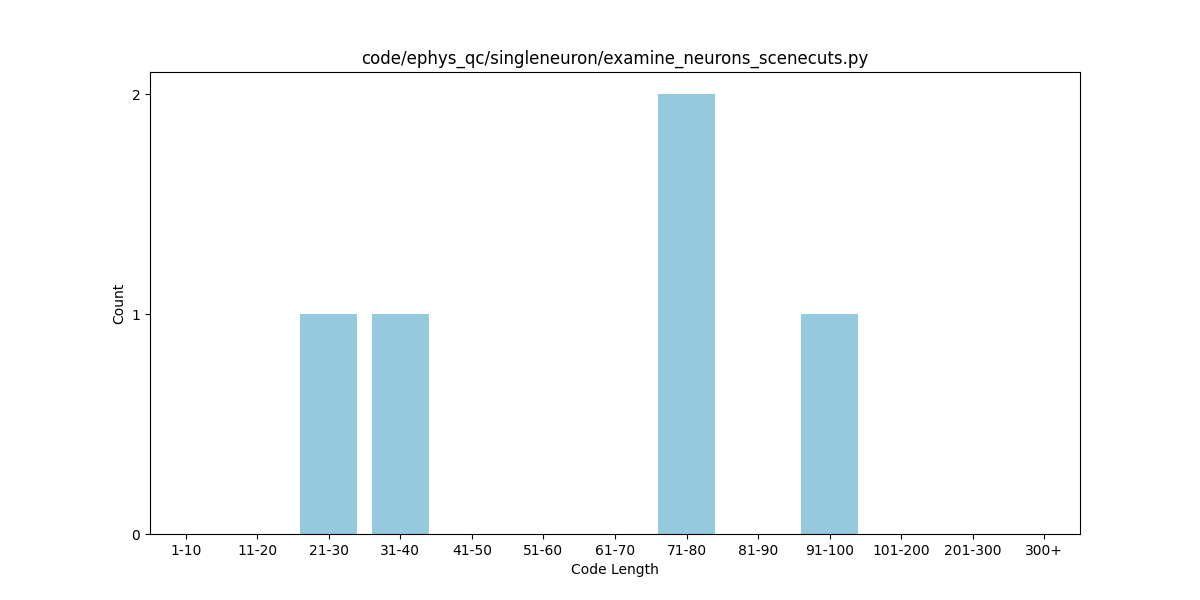 code/ephys_qc/singleneuron/examine_neurons_scenecuts.py
2
1
0
Count
1-10 11-20 21-30 31-40 41-50 51-60 61-70 71-80 81-90 91-100 101-200 201-300 300+
Code Length